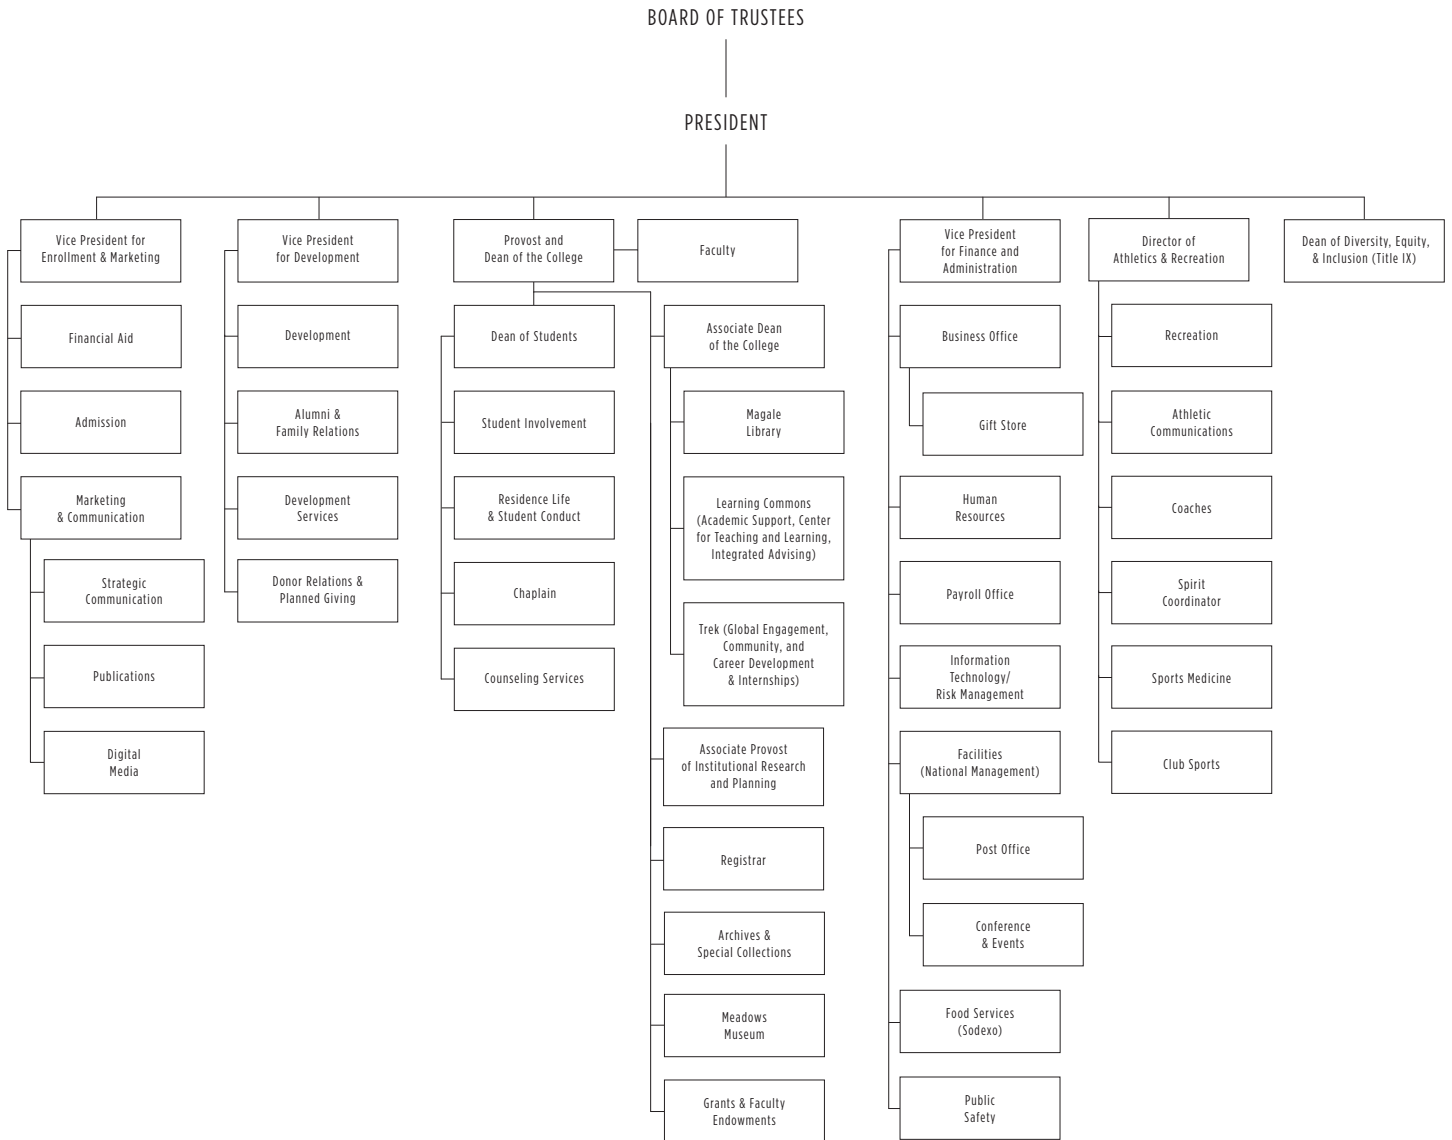 BOARD OF TRUSTEES
PRESIDENT
Vice President for
Enrollment & Marketing
Financial Aid
Admission
Marketing
& Communication
Strategic
Communication
Publications
Digital
Media
Vice President
for Development
Development
Alumni &
Family Relations
Development
Services
Donor Relations &
Planned Giving
Provost and
Dean of the College
Faculty
Dean of Students
Student Involvement
Residence Life
& Student Conduct
Chaplain
Counseling Services
Associate Dean
of the College
Magale
Library
Learning Commons
(Academic Support, Center
for Teaching and Learning,
Integrated Advising)
Trek (Global Engagement,
Community, and
Career Development
& Internships)
Associate Provost
of Institutional Research
and Planning
Registrar
Archives &
Special Collections
Meadows
Museum
Grants & Faculty
Endowments
Vice President
for Finance and
Administration
Business Office
Gift Store
Human
Resources
Payroll Office
Information
Technology/
Risk Management
Facilities
(National Management)
Post Office
Conference
& Events
Food Services
(Sodexo)
Public
Safety
Director of
Athletics & Recreation
Recreation
Athletic
Communications
Coaches
Spirit
Coordinator
Sports Medicine
Club Sports
Dean of Diversity, Equity,
& Inclusion (Title IX)